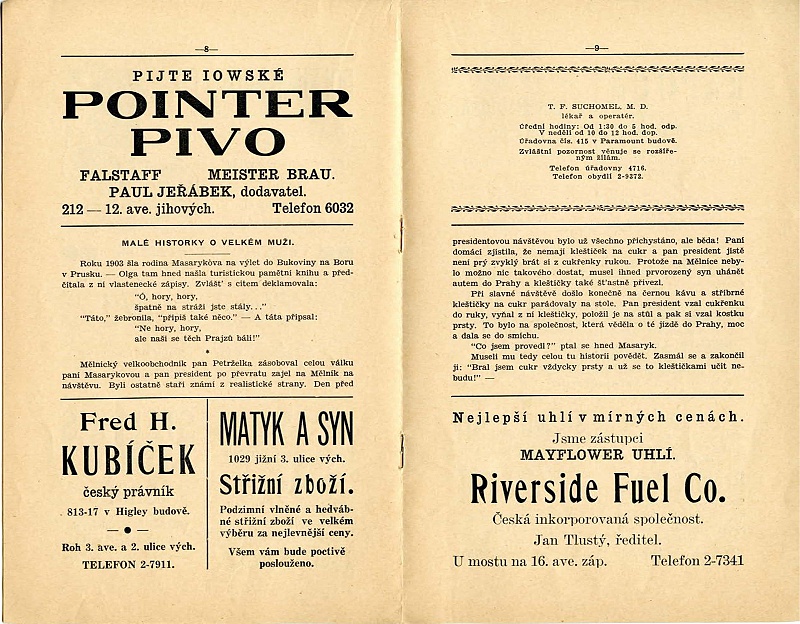 —8—
PIJTE IOWSKÉ
POINTER
PIVO
FALSTAFF MEISTER BRAU.
PAUL JEŘÁBEK, dodavatel.
212 — 12. ave. jihových. Telefon 6032
MALÉ HISTORKY O VELKÉM MUŽI.
Roku 1903 šla rodina Masarykova na výlet do Bukoviny na Boru
v Prusku. — Olga tam hned našla turistickou pamětní knihu a před-
čítala z ní vlastenecké zápisy. Zvlášť s citem deklamovala:
"Ó, hory, hory,
špatně na stráži jste stály..."
"Táto," žebronila, "připiš také něco." — A táta připsal:
"Ne hory, hory,
ale naši se těch Prajzů báli!"
*
Mělnický velkoobchodník pan Petrželka zásoboval celou válku
paní Masarykovou a pan president po převratu zajel na Mělník na
návštěvu. Byli ostatně staří známí z realistické strany. Den před
Fred H.
KUBÍČEK
český právník
813-17 v Higley budově.
Roh 3. ave. a 2. ulice vých.
TELEFON 2-7911.
MATYK A SYN
1029 jižní 3. ulice vých.
Střižní zboží.
Podzimní vlněné a hedváb-
né střižní zboží ve velkém
výběru za nejlevnější ceny.
Všem vám bude poctivě
poslouženo.
—9—
T. F. SUCHOMEL, M. D.
lékař a operatér.
Úřední hodiny: Od 1:30 do 5 hod. odp.
V neděli od 10 do 12 hod. dop.
Úřadovna čís. 415 v Paramount budově.
Zvláštní pozornost věnuje se rozšíře-
ným žilám.
Telefon úřadovny 4716.
Telefon obydlí 2-9372.
presidentovou návštěvou bylo už všechno přichystáno, ale běda! Paní
domácí zjistila, že nemají kleštiček na cukr a pan president jistě
není prý zvyklý brát si z cukřenky rukou. Protože na Mělnice neby-
lo možno nic takového dostat, musel ihned prvorozený syn uhánět
autem do Prahy a kleštičky také šťastně přivezl.
Při slavné návštěvě došlo konečně na černou kávu a stříbrné
kleštičky na cukr parádovaly na stole. Pan president vzal cukřenku
do ruky, vyňal z ní kleštičky, položil je na stůl a pak si vzal kostku
prsty. To bylo na společnost, která věděla o té jízdě do Prahy, moc
a dala se do smíchu.
"Co jsem provedl?" ptal se hned Masaryk.
Museli mu tedy celou tu historii povědět. Zasmál se a zakončil
ji: "Bral jsem cukr vždycky prsty a už se to kleštičkami učit ne-
budu!" —
Nejlepší uhlí v mírných cenách.
Jsme zástupci
MAYFLOWER UHLÍ.
Riverside Fuel Co.
Česká inkorporovaná společnost.
Jan Tlustý, ředitel.
U mostu na 16. ave. záp. Telefon 2-7341